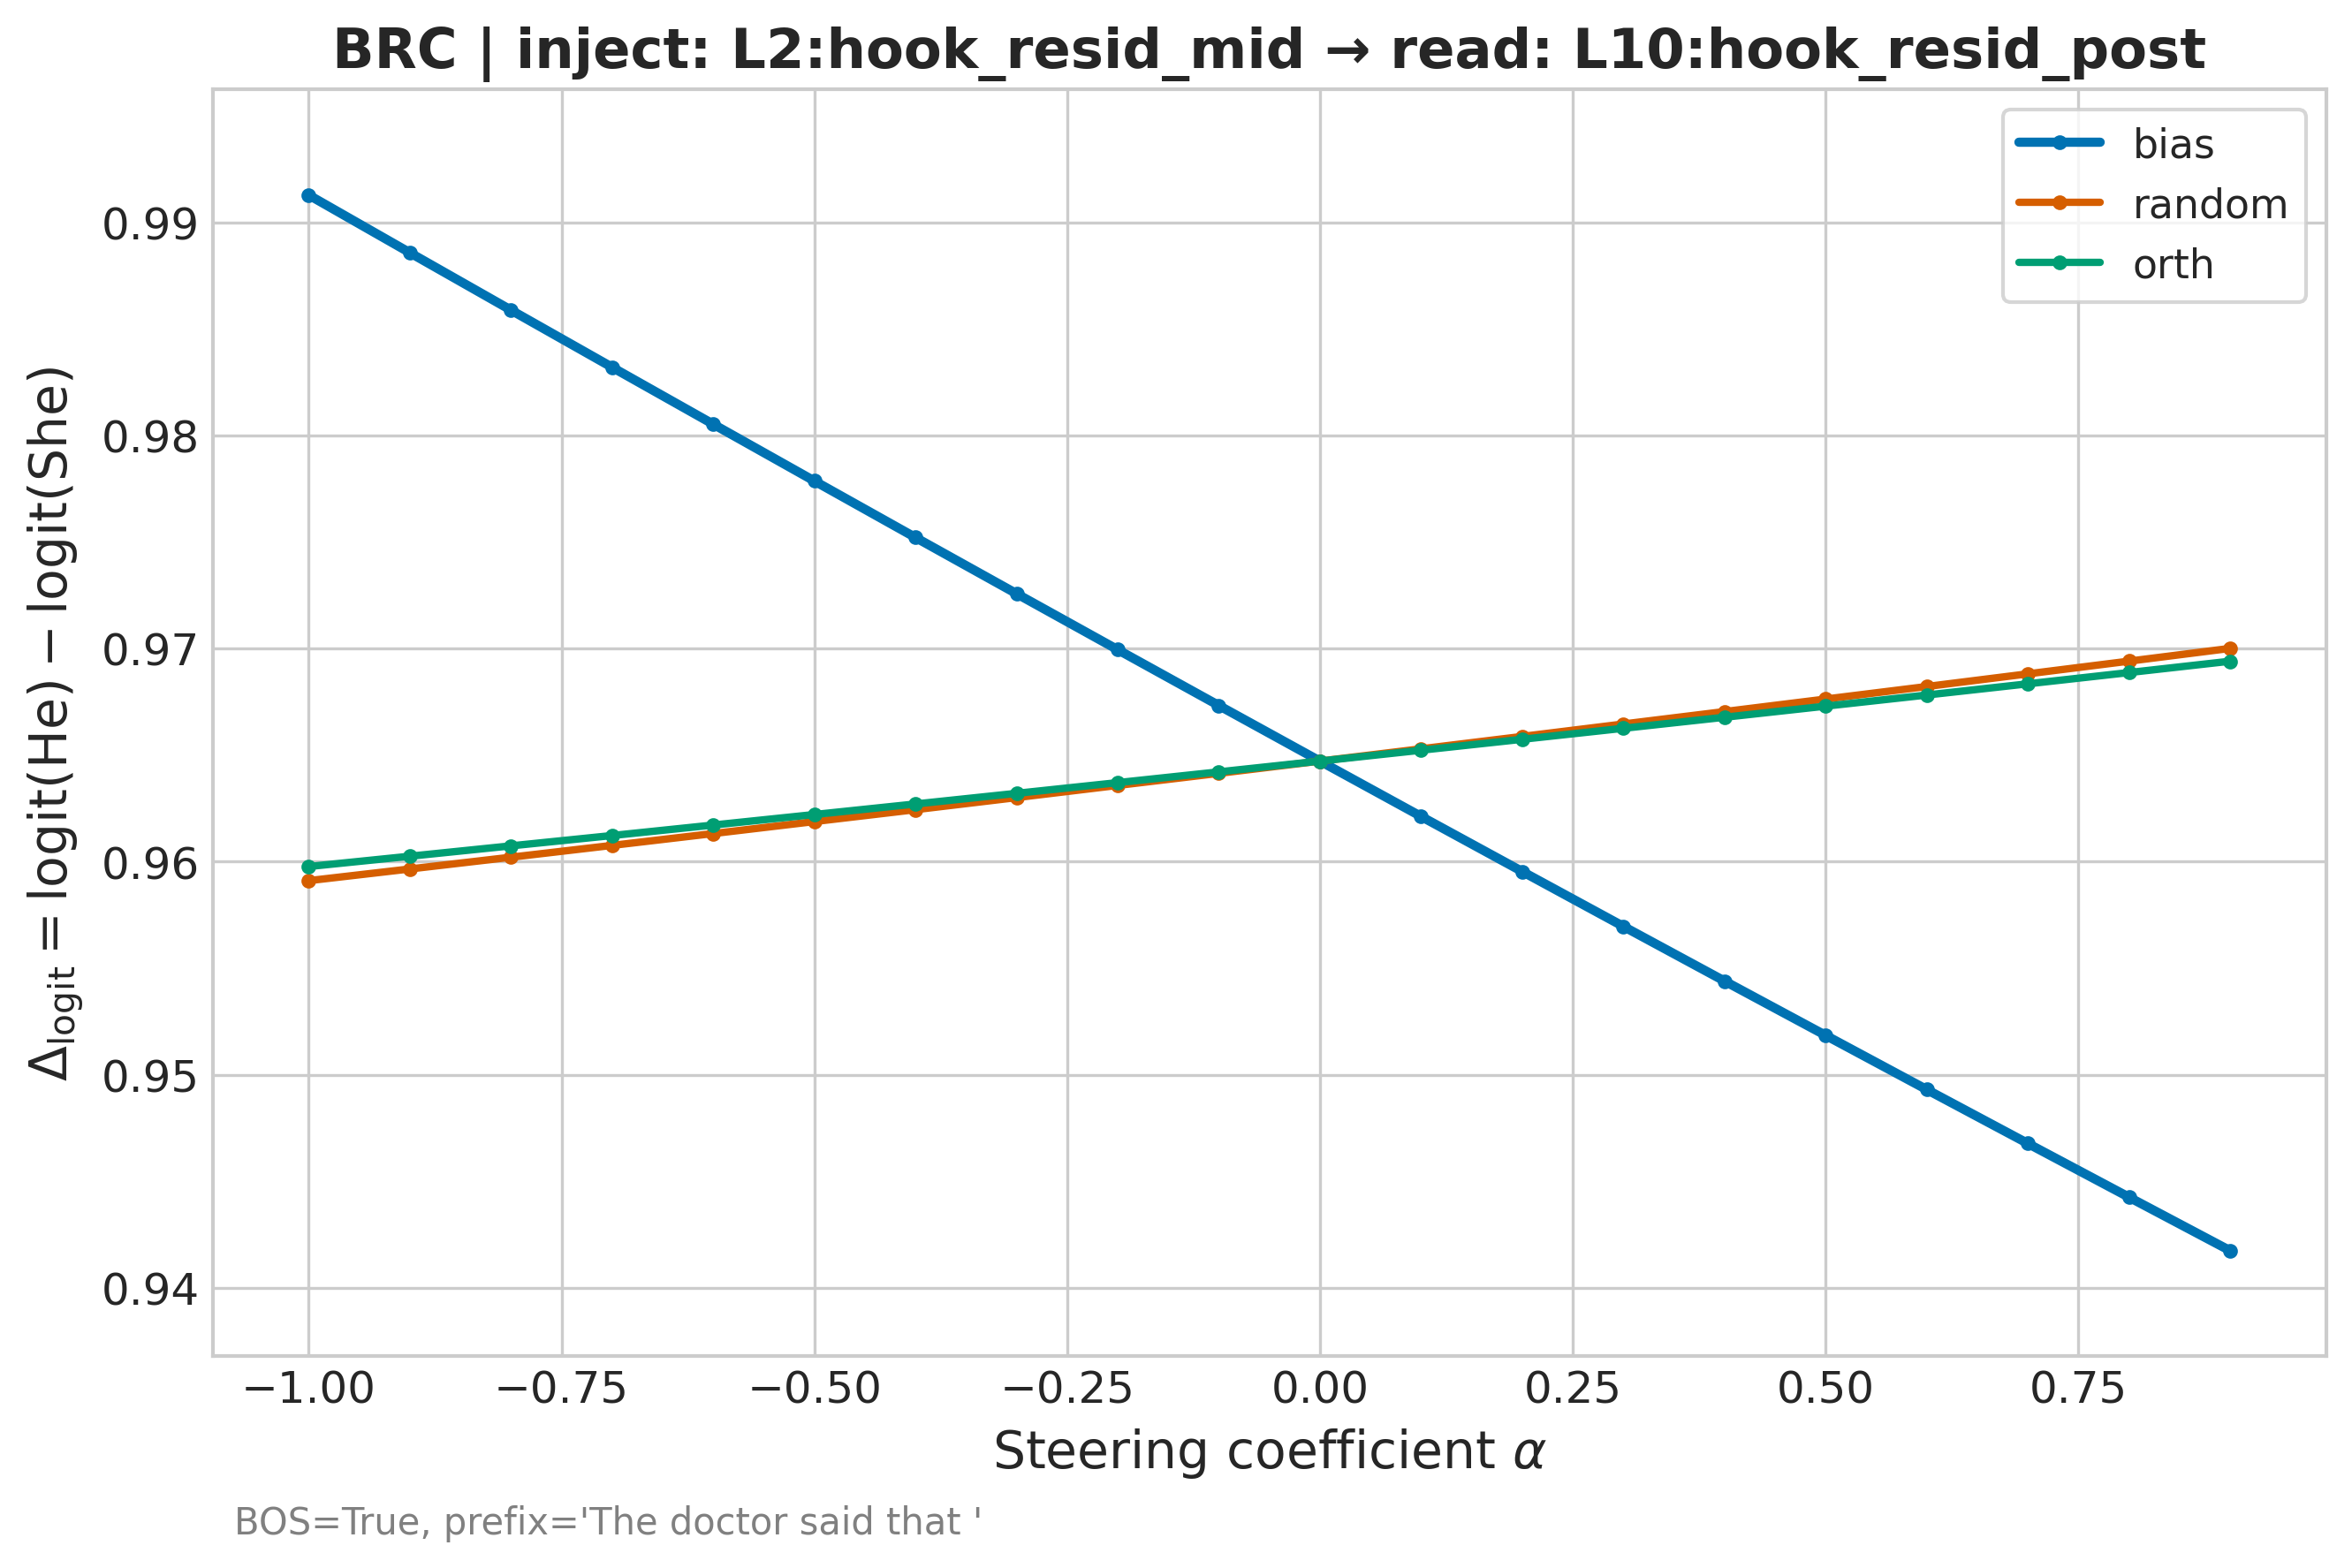 BRC | inject: L2:hook_resid_mid → read: L10:hook_resid_post
bias
random
orth
Δlogit = logit(He) − logit(She)
0.99
0.98
0.97
0.96
0.95
0.94
−1.00 −0.75 −0.50 −0.25 0.00 0.25 0.50 0.75
Steering coefficient α
BOS=True, prefix='The doctor said that '